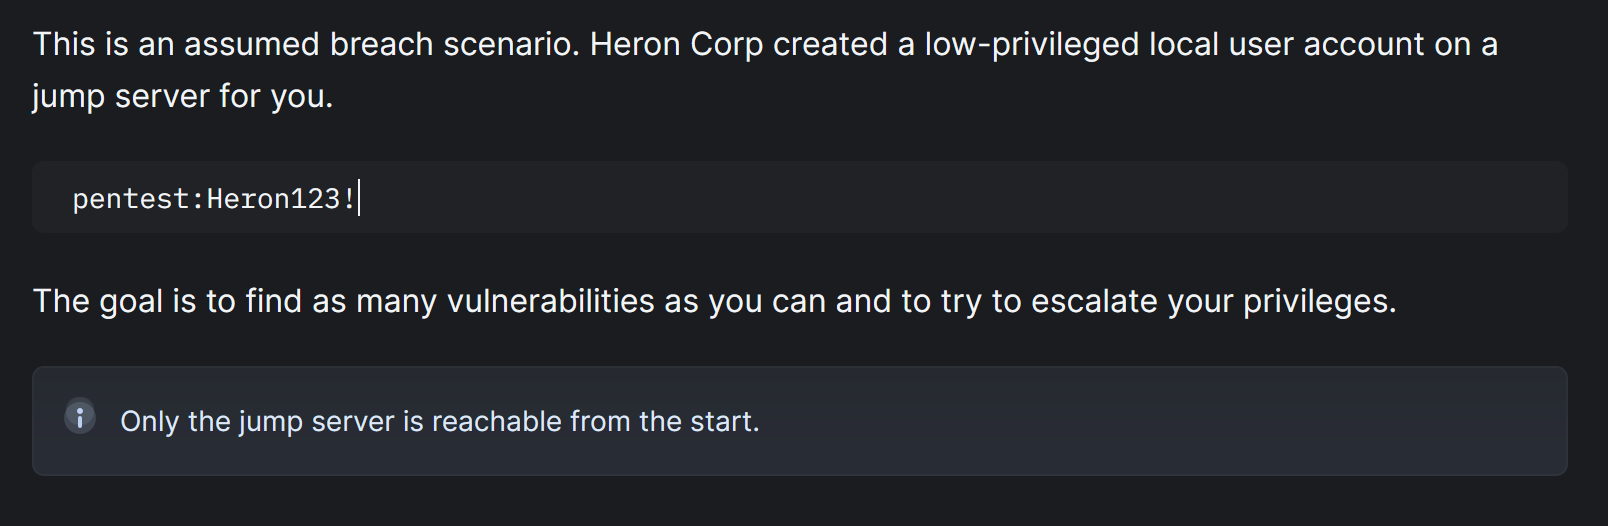 This is an assumed breach scenario. Heron Corp created a low-privileged local user account on a
jump server for you.
pentest:Heron123!
The goal is to find as many vulnerabilities as you can and to try to escalate your privileges.
Only the jump server is reachable from the start.